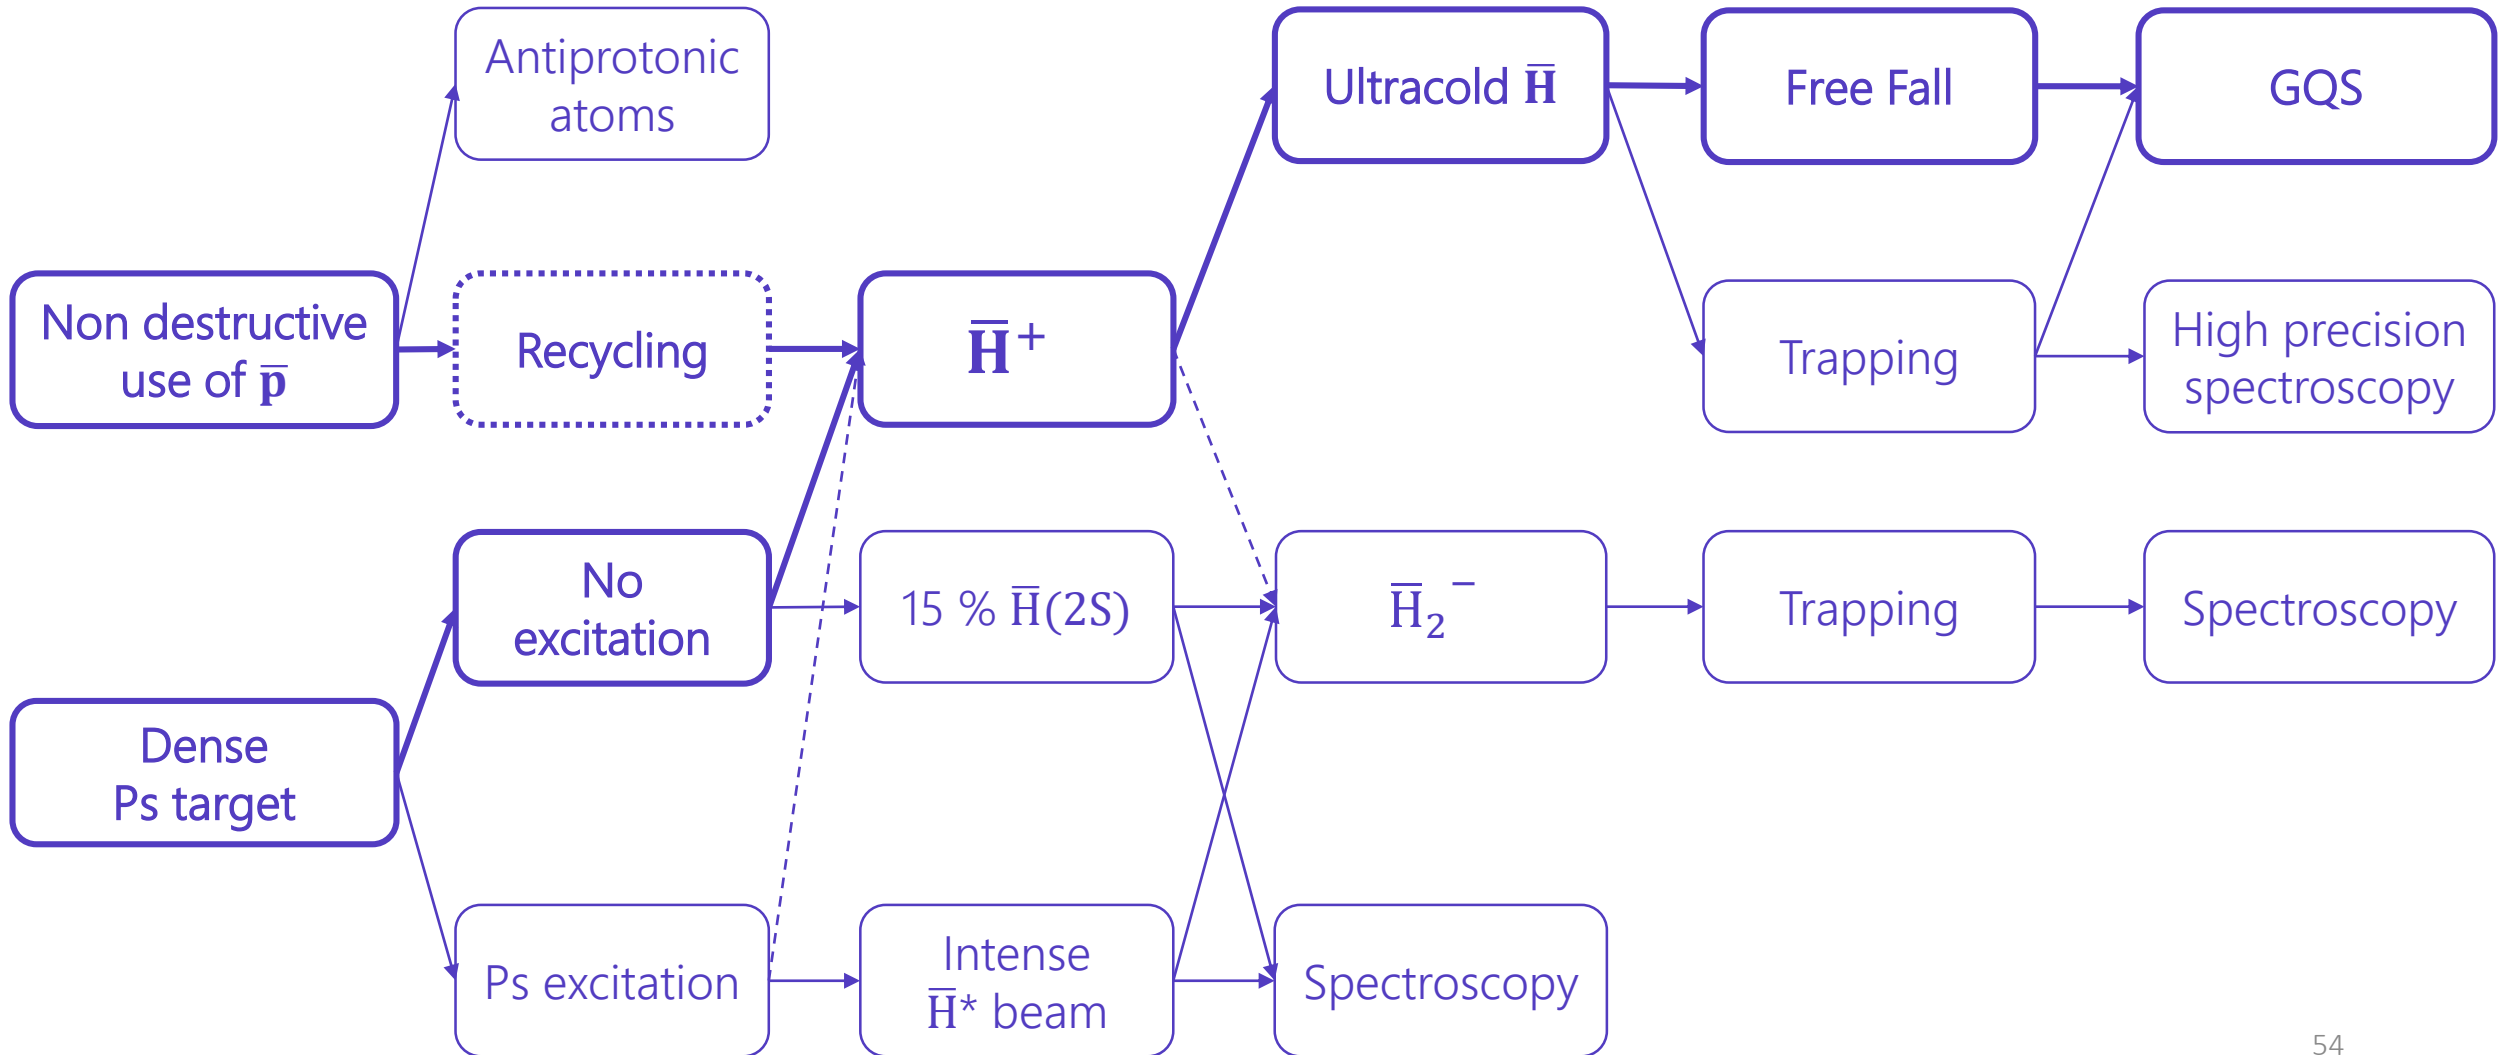 Antiprotonic
atoms
Ultracold H̅
Free Fall
GQS
Non destructive
use of p̅
Recycling
H̅⁺
Trapping
High precision
spectroscopy
No
excitation
15 % H̅(2S)
H̅₂⁻
Trapping
Spectroscopy
Dense
Ps target
Ps excitation
Intense
H̅* beam
Spectroscopy
54